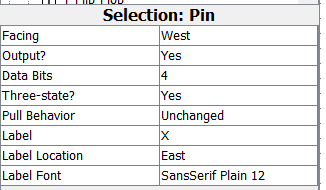 Selection: Pin
Facing West
Output? Yes
Data Bits 4
Three-state? Yes
Pull Behavior Unchanged
Label X
Label Location East
Label Font SansSerif Plain 12